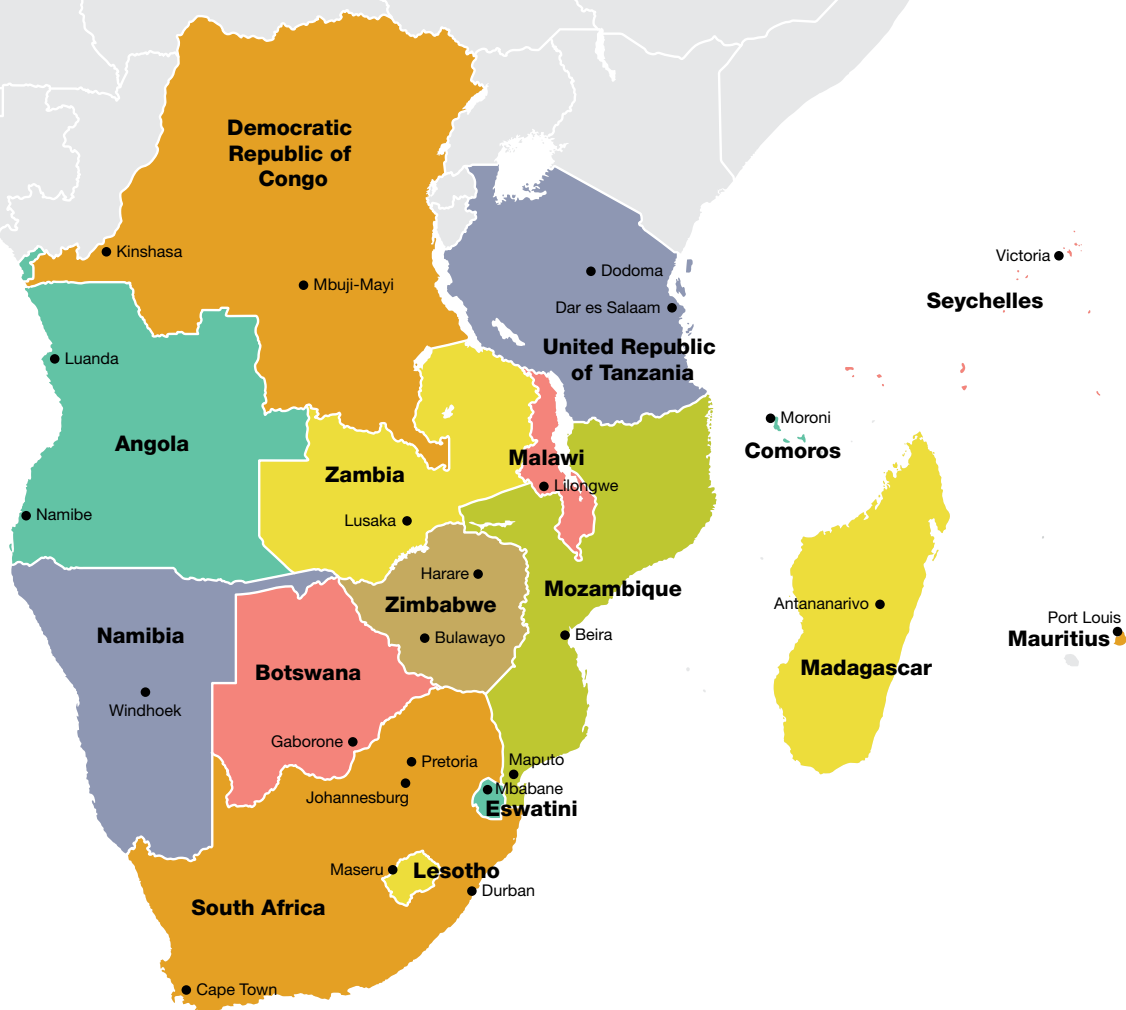 Democratic
Republic of
Congo
Kinshasa
Mbuji-Mayi
Dodoma
Dar es Salaam
United Republic
of Tanzania
Victoria
Seychelles
Luanda
Angola
Namibe
Zambia
Lusaka
Malawi
Lilongwe
Moroni
Comoros
Harare
Zimbabwe
Bulawayo
Mozambique
Beira
Antananarivo
Madagascar
Port Louis
Mauritius
Namibia
Windhoek
Botswana
Gaborone
Pretoria
Johannesburg
Maputo
Mbabane
Eswatini
Maseru
Lesotho
Durban
South Africa
Cape Town